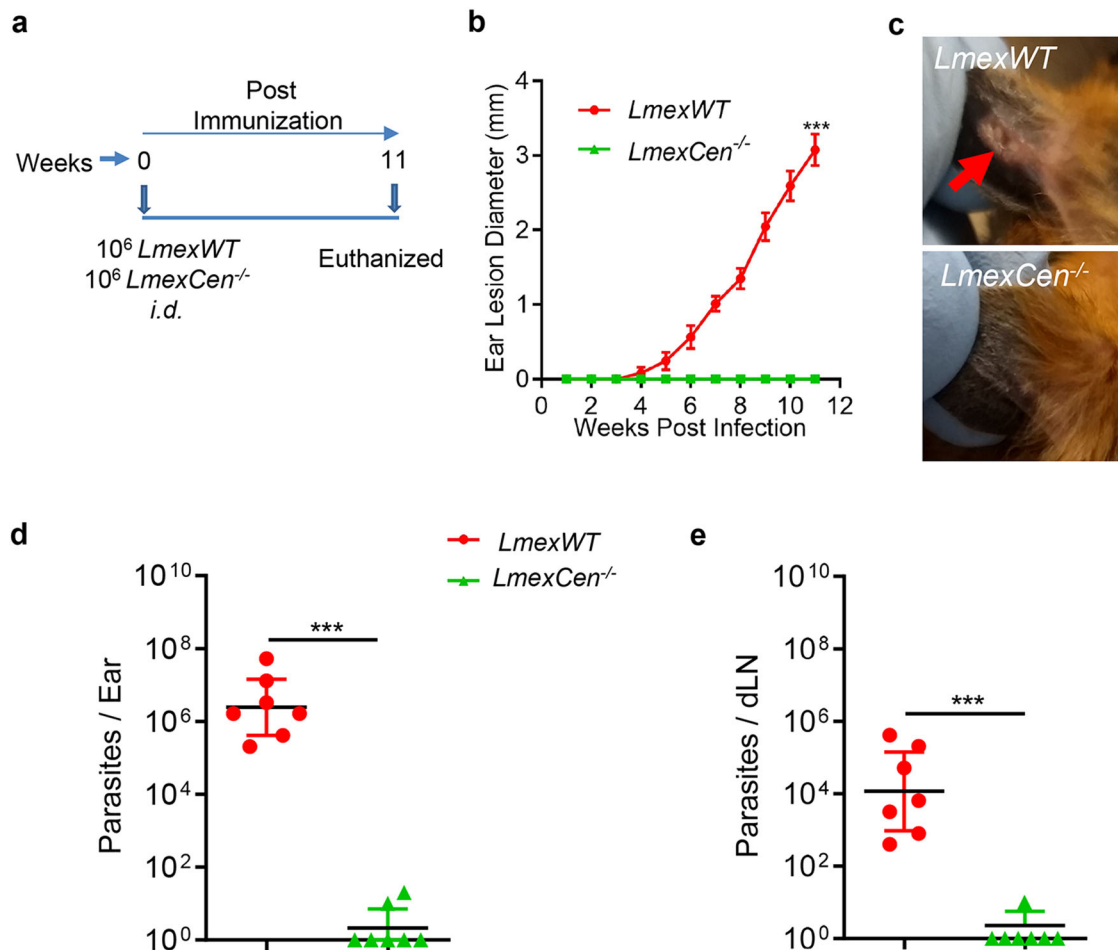 a
Post
Immunization
Weeks 0 11
10⁶ LmexWT
10⁶ LmexCen⁻/⁻
i.d.
Euthanized
b
Ear Lesion Diameter (mm)
4
3
2
1
0
LmexWT
LmexCen⁻/⁻
***
0 2 4 6 8 10 12
Weeks Post Infection
c
LmexWT
LmexCen⁻/⁻
d
LmexWT
LmexCen⁻/⁻
Parasites / Ear
10¹⁰
10⁸
10⁶
10⁴
10²
10⁰
***
e
Parasites / dLN
10¹⁰
10⁸
10⁶
10⁴
10²
10⁰
***